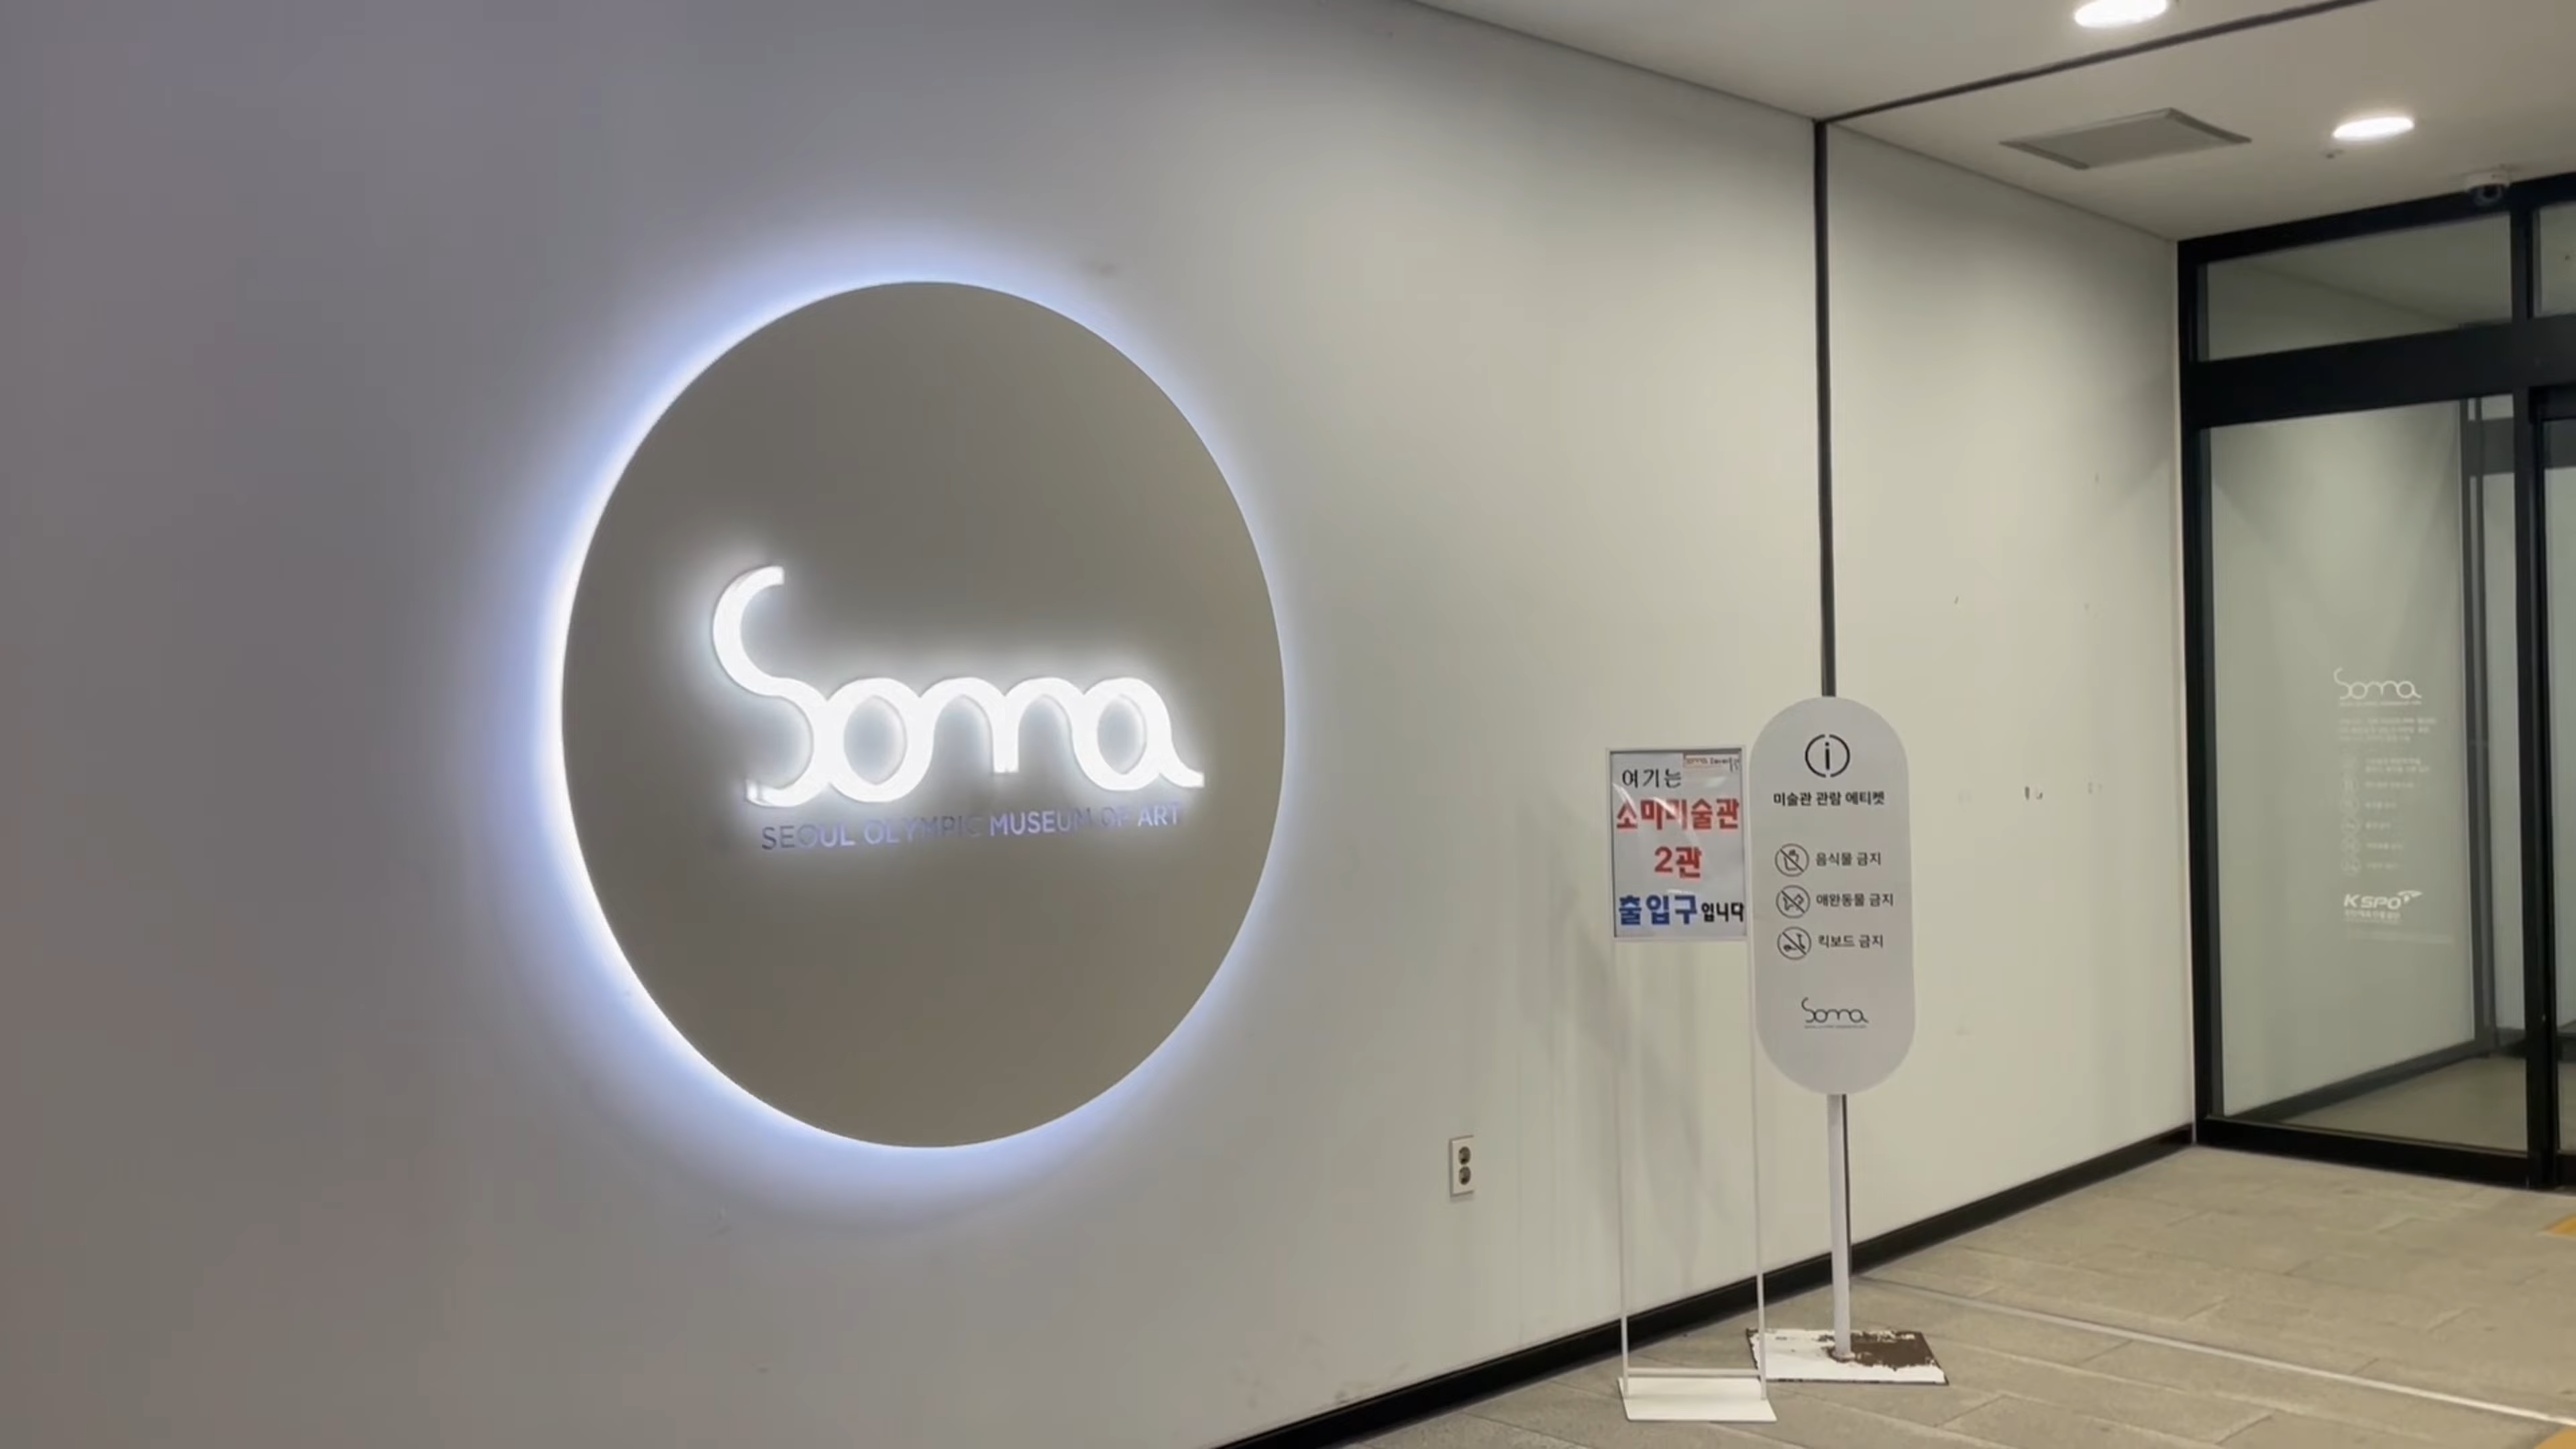 Soma
SEOUL OLYMPIC MUSEUM OF ART
여기는
소마미술관
2관
출입구입니다
미술관 관람 에티켓
음식물 금지
애완동물 금지
킥보드 금지
Soma
Soma
KSPO